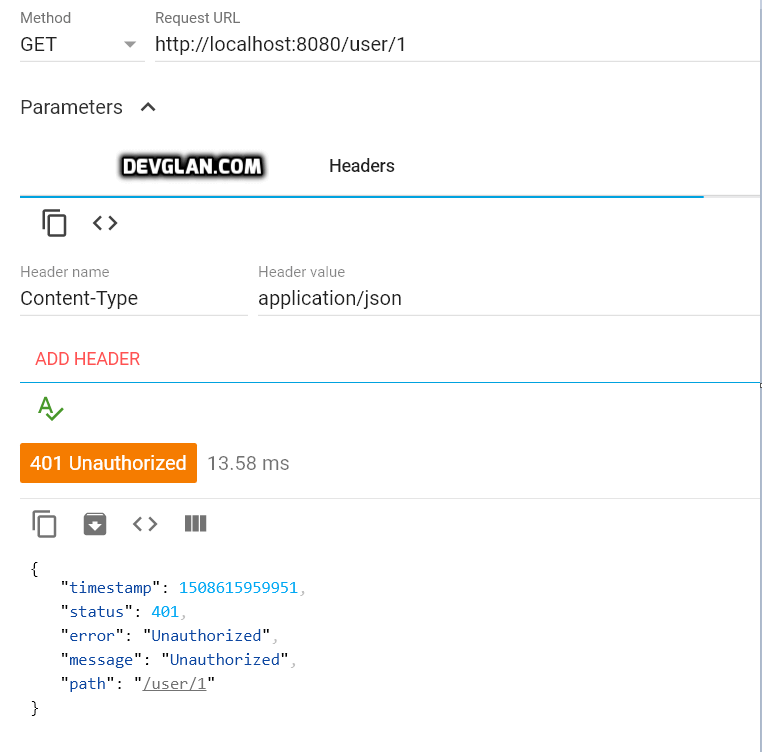 Method Request URL
GET http://localhost:8080/user/1
Parameters
DEVGLAN.COM Headers
Header name Header value
Content-Type application/json
ADD HEADER
401 Unauthorized 13.58 ms
{
"timestamp": 1508615959951,
"status": 401,
"error": "Unauthorized",
"message": "Unauthorized",
"path": "/user/1"
}